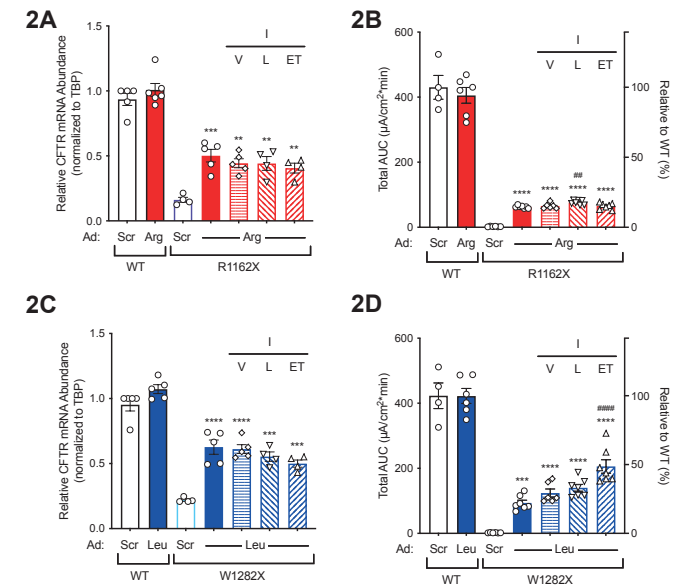 2A
Relative CFTR mRNA Abundance
(normalized to TBP)
1.5
1.0
0.5
0.0
I
V L ET
*** ** ** **
Ad: Scr Arg Scr Arg
WT R1162X
2B
Total AUC (µA/cm²*min)
600
400
200
0
I
V L ET
##
**** **** **** ****
100
50
0
Relative to WT (%)
Ad: Scr Arg Scr Arg
WT R1162X
2C
Relative CFTR mRNA Abundance
(normalized to TBP)
1.5
1.0
0.5
0.0
I
V L ET
**** **** *** ***
Ad: Scr Leu Scr Leu
WT W1282X
2D
Total AUC (µA/cm²*min)
600
400
200
0
I
V L ET
####
*** **** **** ****
100
50
0
Relative to WT (%)
Ad: Scr Leu Scr Leu
WT W1282X